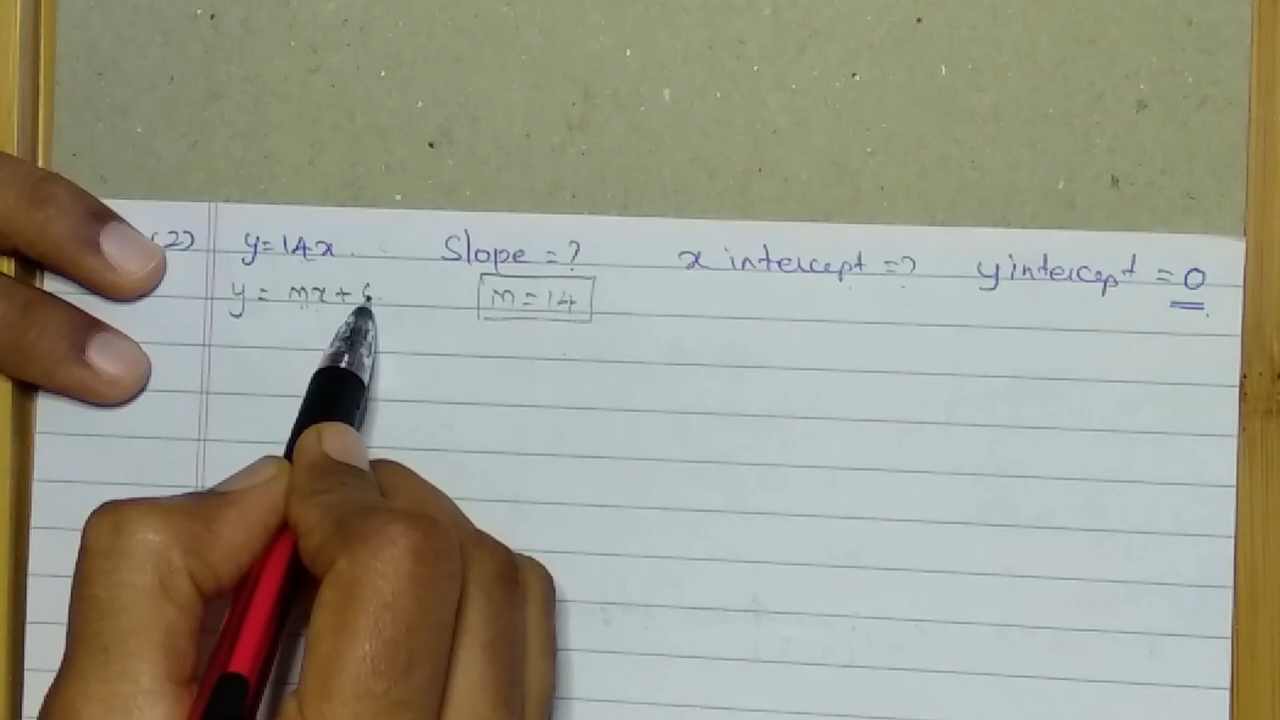 (2) y=14x Slope=? x intercept=? y intercept=0
y = mx+c m=14